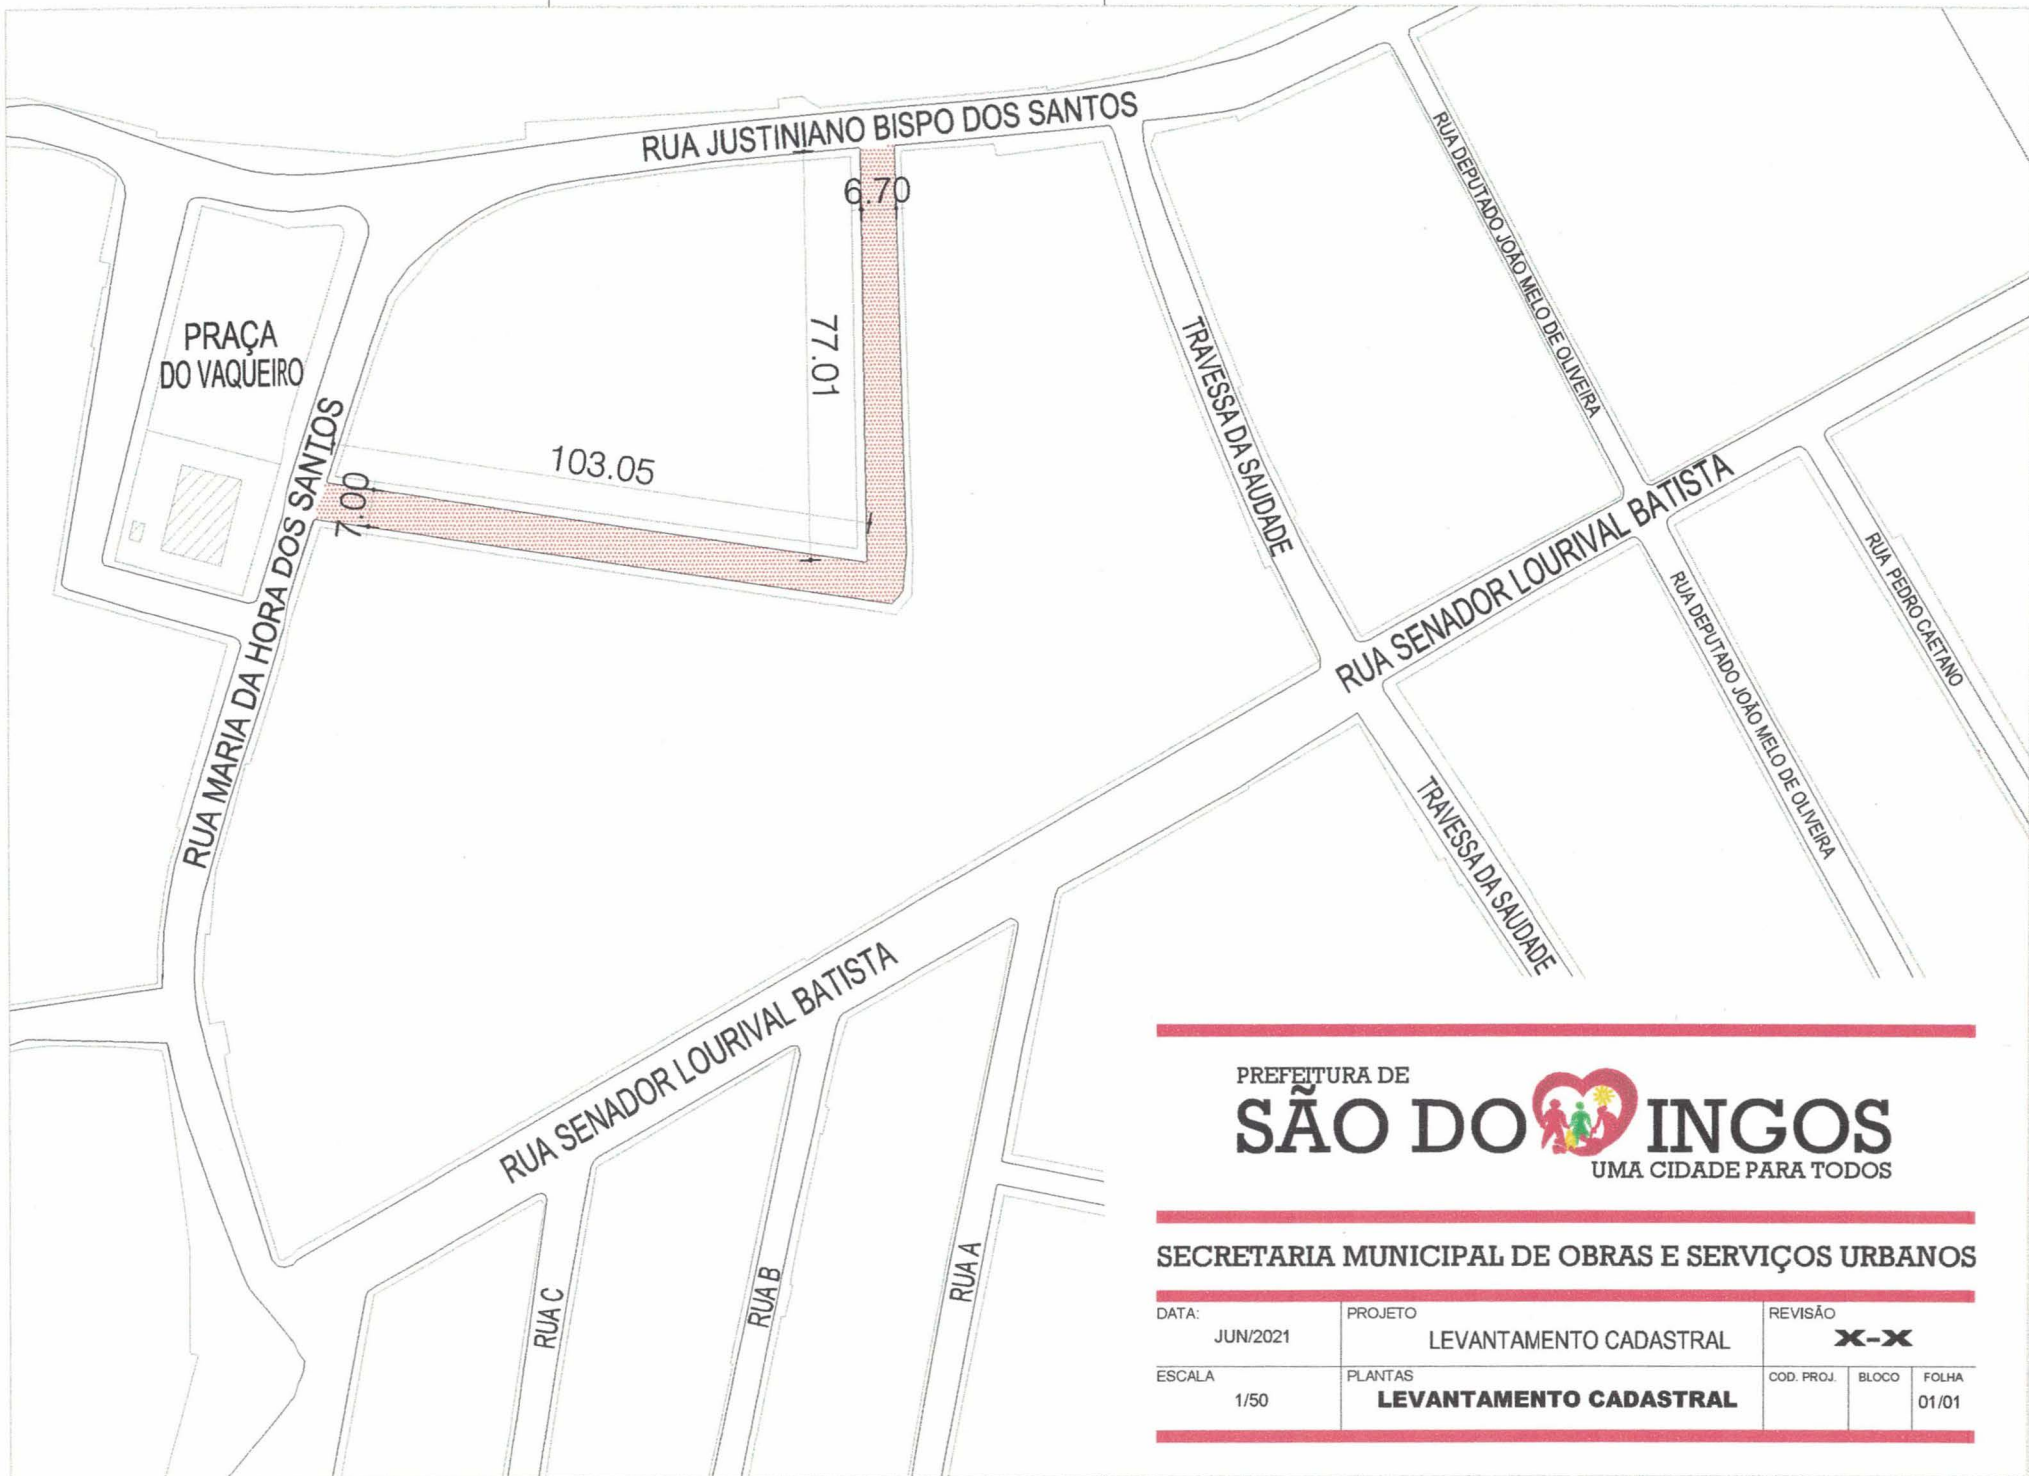 RUA JUSTINIANO BISPO DOS SANTOS
6.70
77.01
103.05
7.00
PRAÇA
DO VAQUEIRO
RUA MARIA DA HORA DOS SANTOS
RUA DEPUTADO JOÃO MELO DE OLIVEIRA
TRAVESSA DA SAUDADE
RUA SENADOR LOURIVAL BATISTA
RUA PEDRO CAETANO
RUA DEPUTADO JOÃO MELO DE OLIVEIRA
TRAVESSA DA SAUDADE
RUA SENADOR LOURIVAL BATISTA
RUA C
RUA B
RUA A
PREFEITURA DE
SÃO DO INGOS
UMA CIDADE PARA TODOS
SECRETARIA MUNICIPAL DE OBRAS E SERVIÇOS URBANOS
DATA:
JUN/2021
PROJETO
LEVANTAMENTO CADASTRAL
REVISÃO
X-X
ESCALA
1/50
PLANTAS
LEVANTAMENTO CADASTRAL
COD. PROJ.
BLOCO
FOLHA
01/01